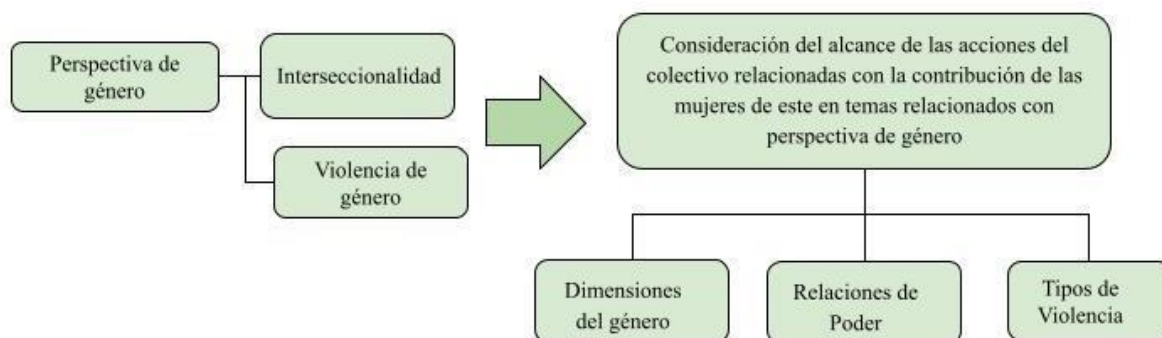 Perspectiva de
género
Interseccionalidad
Violencia de
género
Consideración del alcance de las acciones del
colectivo relacionadas con la contribución de las
mujeres de este en temas relacionados con
perspectiva de género
Dimensiones
del género
Relaciones de
Poder
Tipos de
Violencia